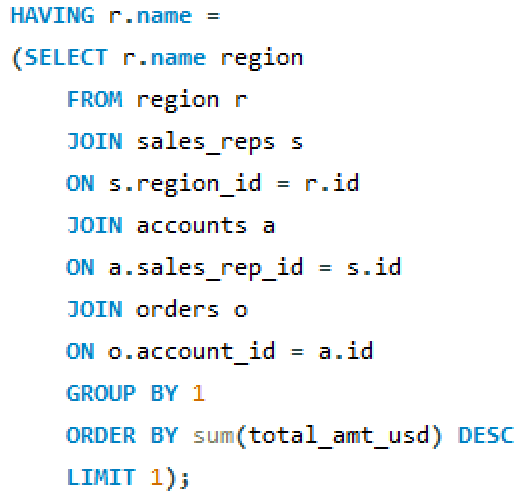 HAVING r.name =
(SELECT r.name region
FROM region r
JOIN sales_reps s
ON s.region_id = r.id
JOIN accounts a
ON a.sales_rep_id = s.id
JOIN orders o
ON o.account_id = a.id
GROUP BY 1
ORDER BY sum(total_amt_usd) DESC
LIMIT 1);